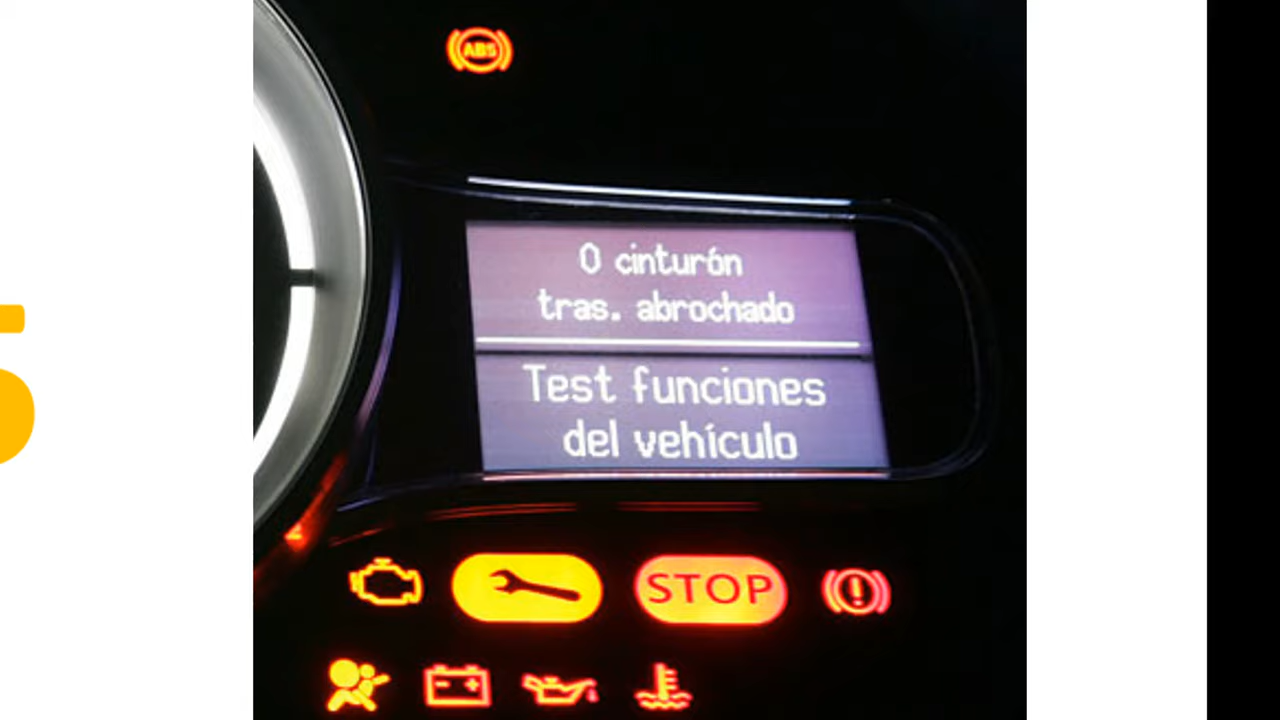 ABS
0 cinturón
tras. abrochado
Test funciones
del vehículo
STOP